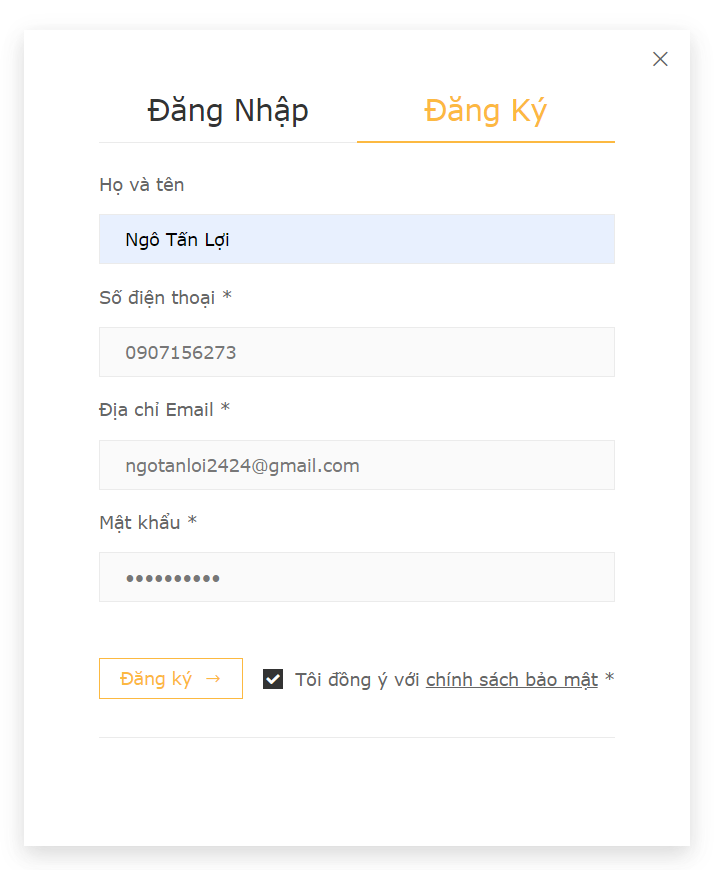 Đăng Nhập Đăng Ký
Họ và tên
Ngô Tấn Lợi
Số điện thoại *
0907156273
Địa chỉ Email *
ngotanloi2424@gmail.com
Mật khẩu *
••••••••••
Đăng ký → Tôi đồng ý với chính sách bảo mật *